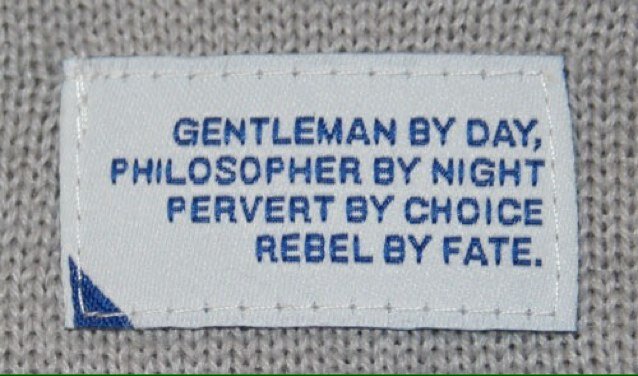 GENTLEMAN BY DAY,
PHILOSOPHER BY NIGHT
PERVERT BY CHOICE
REBEL BY FATE.